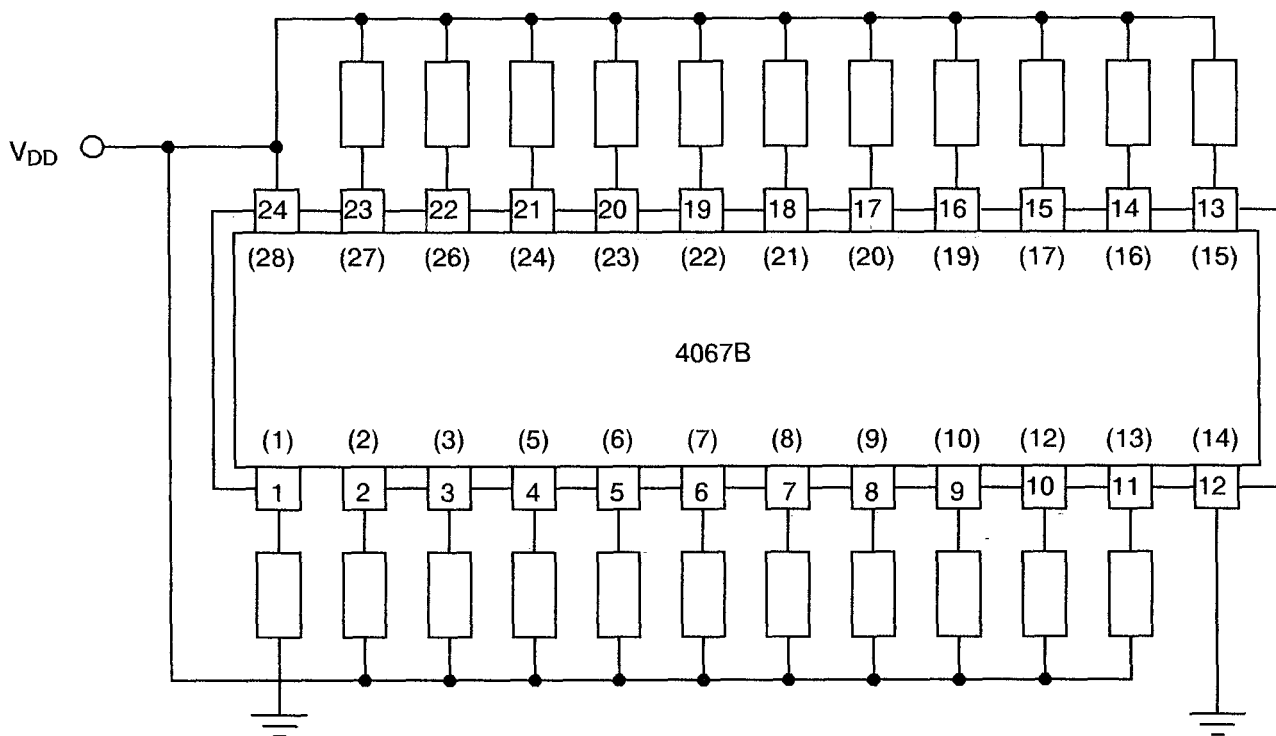 V_DD
24 23 22 21 20 19 18 17 16 15 14 13
(28) (27) (26) (24) (23) (22) (21) (20) (19) (17) (16) (15)
4067B
(1) (2) (3) (5) (6) (7) (8) (9) (10) (12) (13) (14)
1 2 3 4 5 6 7 8 9 10 11 12